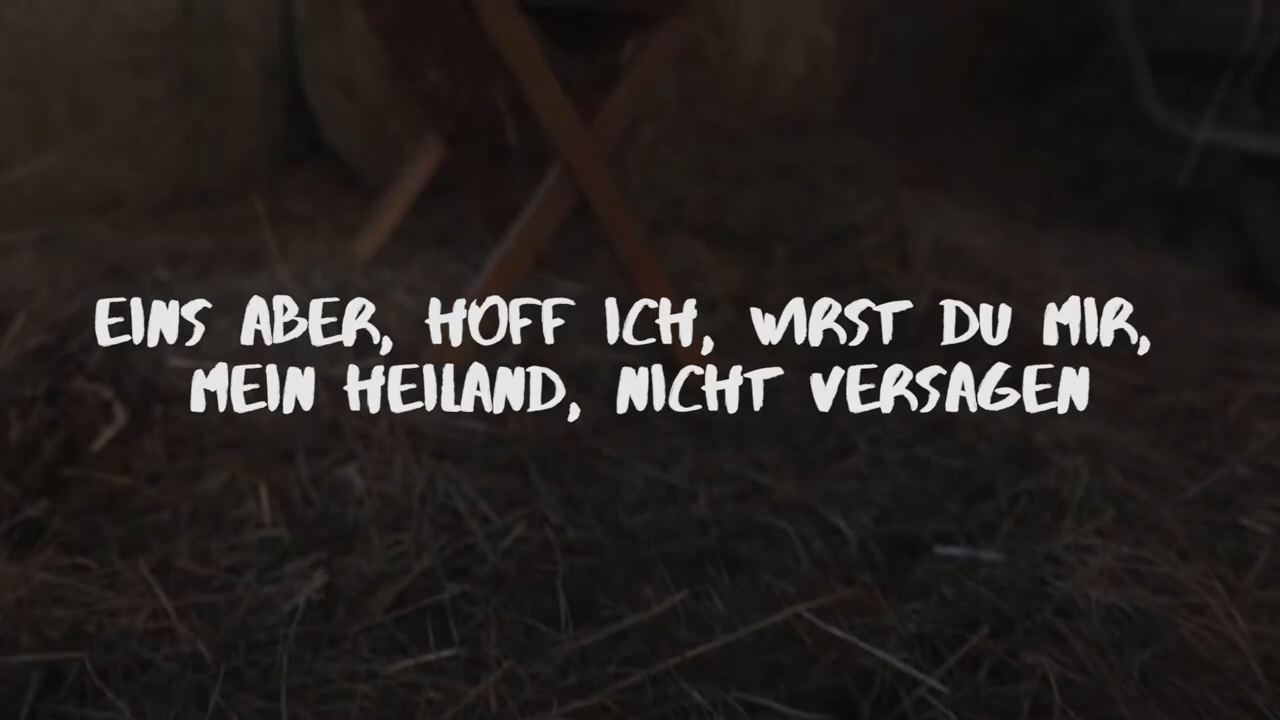 EINS ABER, HOFF ICH, WIRST DU MIR,
MEIN HEILAND, NICHT VERSAGEN